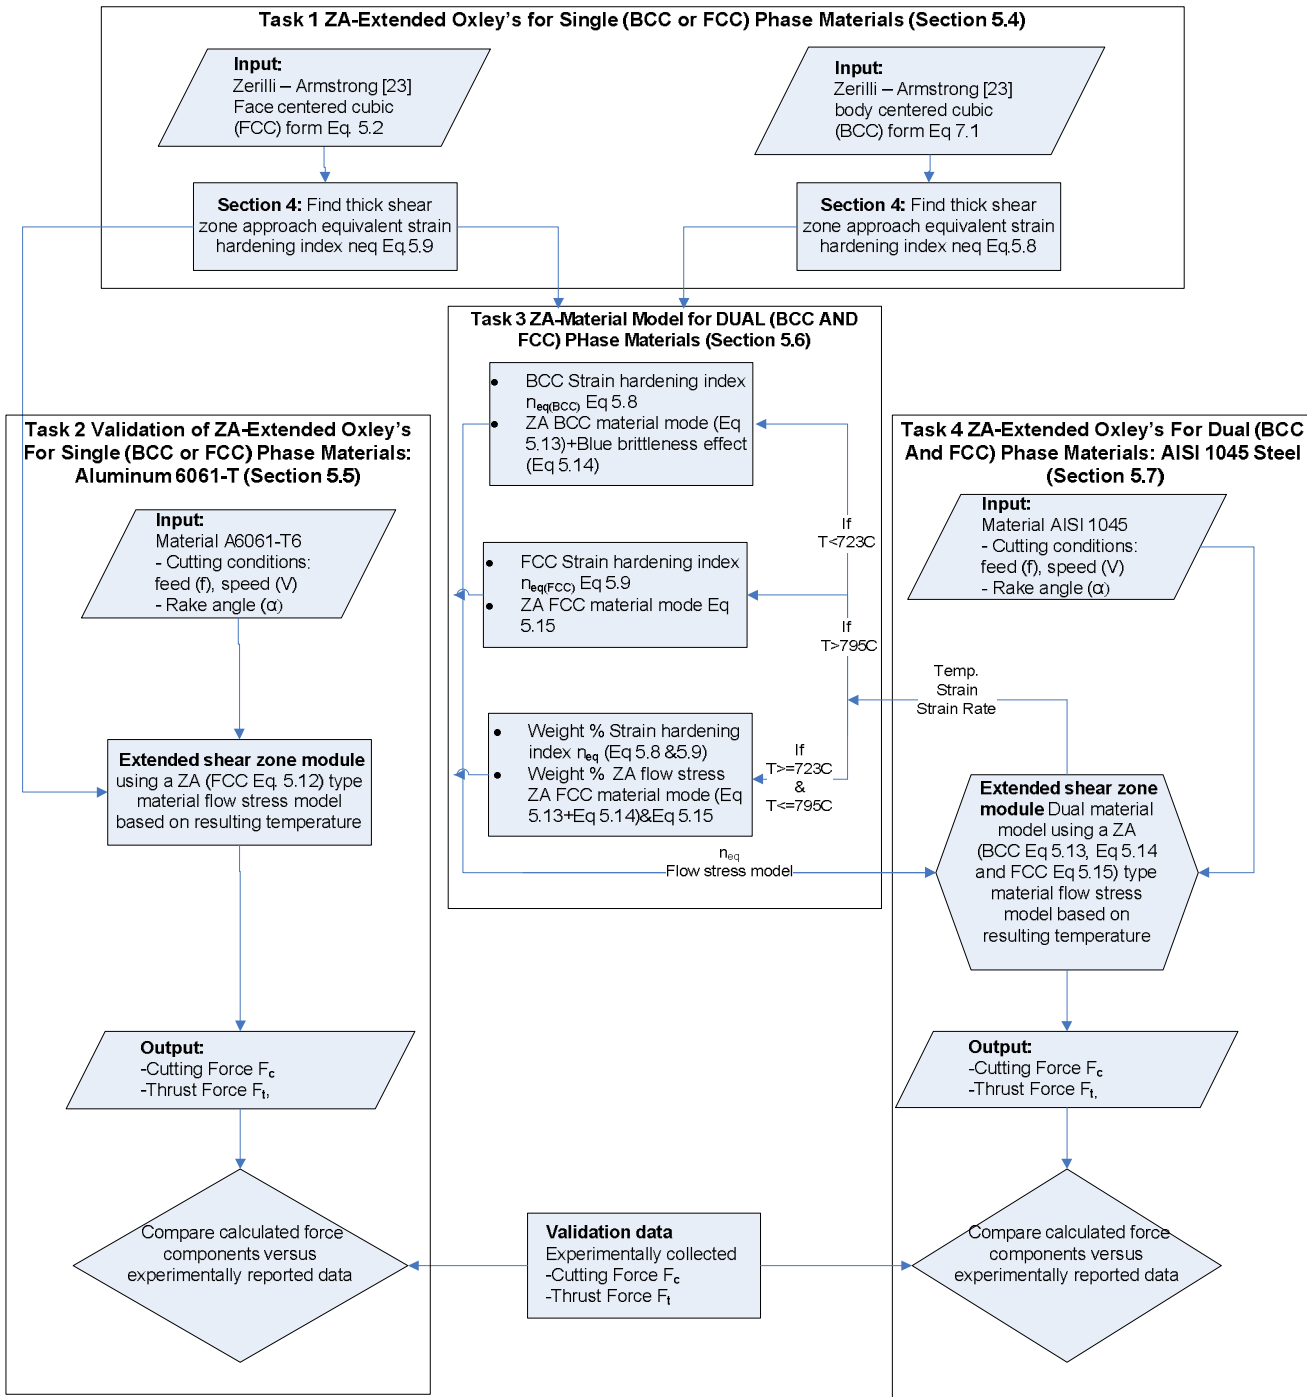 Task 1 ZA-Extended Oxley's for Single (BCC or FCC) Phase Materials (Section 5.4)
Input:
Zerilli – Armstrong [23]
Face centered cubic
(FCC) form Eq. 5.2
Input:
Zerilli – Armstrong [23]
body centered cubic
(BCC) form Eq 7.1
Section 4: Find thick shear
zone approach equivalent strain
hardening index neq Eq.5.9
Section 4: Find thick shear
zone approach equivalent strain
hardening index neq Eq.5.8
Task 3 ZA-Material Model for DUAL (BCC AND
FCC) PHase Materials (Section 5.6)
• BCC Strain hardening index
neq(BCC) Eq 5.8
• ZA BCC material mode (Eq
5.13)+Blue brittleness effect
(Eq 5.14)
If
T<723C
• FCC Strain hardening index
neq(FCC) Eq 5.9
• ZA FCC material mode Eq
5.15
If
T>795C
• Weight % Strain hardening
index neq (Eq 5.8 &5.9)
• Weight % ZA flow stress
ZA FCC material mode (Eq
5.13+Eq 5.14)&Eq 5.15
If
T>=723C
&
T<=795C
neq
Flow stress model
Task 2 Validation of ZA-Extended Oxley's
For Single (BCC or FCC) Phase Materials:
Aluminum 6061-T (Section 5.5)
Input:
Material A6061-T6
- Cutting conditions:
feed (f), speed (V)
- Rake angle (α)
Extended shear zone module
using a ZA (FCC Eq. 5.12) type
material flow stress model
based on resulting temperature
Output:
-Cutting Force Fc
-Thrust Force Ft,
Compare calculated force
components versus
experimentally reported data
Task 4 ZA-Extended Oxley's For Dual (BCC
And FCC) Phase Materials: AISI 1045 Steel
(Section 5.7)
Input:
Material AISI 1045
- Cutting conditions:
feed (f), speed (V)
- Rake angle (α)
Temp.
Strain
Strain Rate
Extended shear zone
module Dual material
model using a ZA
(BCC Eq 5.13, Eq 5.14
and FCC Eq 5.15) type
material flow stress
model based on
resulting temperature
Output:
-Cutting Force Fc
-Thrust Force Ft,
Compare calculated force
components versus
experimentally reported data
Validation data
Experimentally collected
-Cutting Force Fc
-Thrust Force Ft